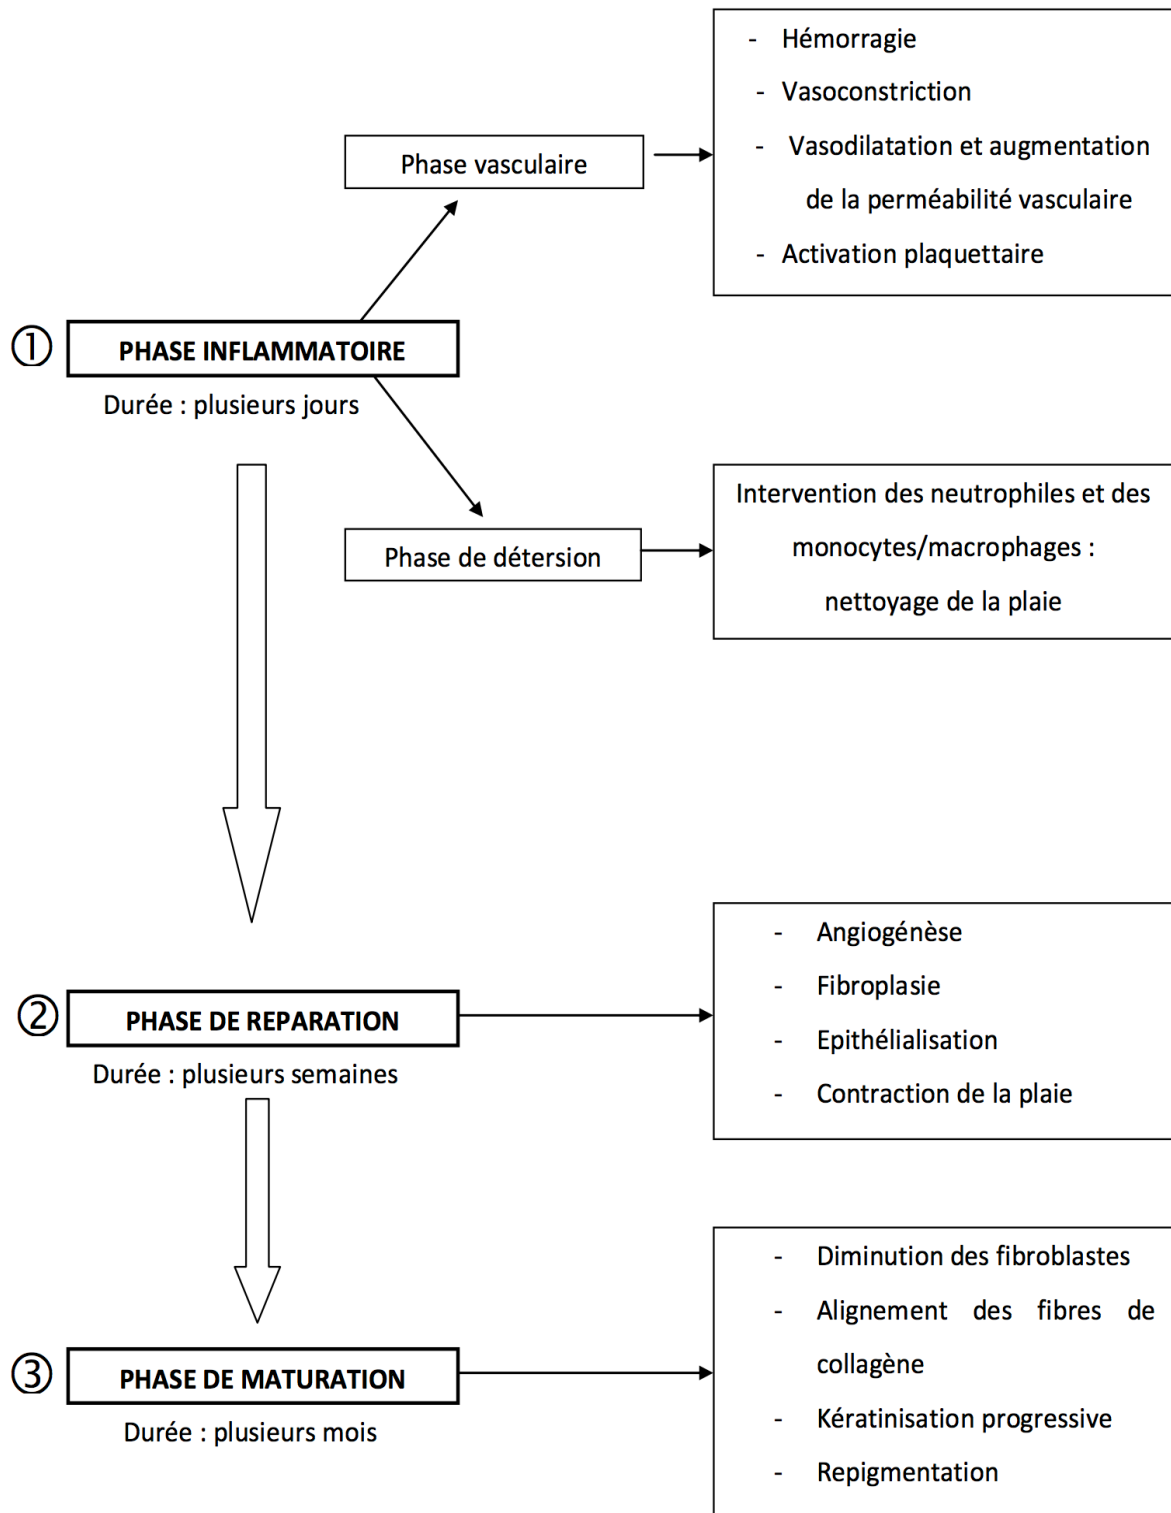 - Hémorragie
- Vasoconstriction
- Vasodilatation et augmentation
de la perméabilité vasculaire
- Activation plaquettaire
Phase vasculaire
① PHASE INFLAMMATOIRE
Durée : plusieurs jours
Phase de détersion
Intervention des neutrophiles et des
monocytes/macrophages :
nettoyage de la plaie
② PHASE DE REPARATION
Durée : plusieurs semaines
- Angiogénèse
- Fibroplasie
- Epithélialisation
- Contraction de la plaie
③ PHASE DE MATURATION
Durée : plusieurs mois
- Diminution des fibroblastes
- Alignement des fibres de
collagène
- Kératinisation progressive
- Repigmentation